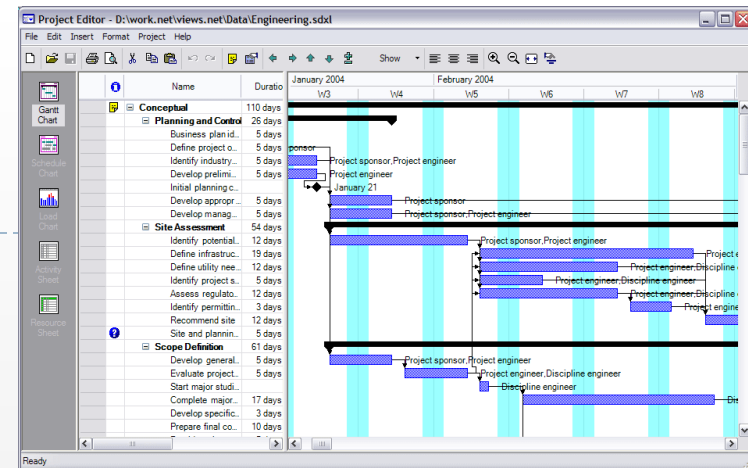 Project Editor - D:\work.net\views.net\Data\Engineering.sdxl
File Edit Insert Format Project Help
Show
Gantt Chart
Schedule Chart
Load Chart
Activity Sheet
Resource Sheet
Name Duratio
January 2004 February 2004
W3 W4 W5 W6 W7 W8
Conceptual 110 days
Planning and Control 26 days
Business plan id... 5 days
Define project o... 5 days ponsor
Identify industry... 5 days Project sponsor,Project engineer
Develop prelimi... 5 days Project engineer
Initial planning c... January 21
Develop appropr... 5 days Project sponsor
Develop manag... 5 days Project sponsor,Project engineer
Site Assessment 54 days
Identify potential... 12 days Project sponsor,Project engineer
Define infrastruc... 19 days Project e
Define utility nee... 12 days Project engineer,Discipline
Identify project s... 5 days Project engineer,Discipline engineer
Assess regulato... 12 days Project engineer,Discipline
Identify permittin... 3 days Project engine
Recommend site 12 days
Site and plannin... 5 days
Scope Definition 61 days
Develop general... 5 days Project sponsor,Project engineer
Evaluate project... 5 days Project engineer,Discipline engineer
Start major studi... Discipline engineer
Complete major... 17 days Dis
Develop specific... 3 days
Prepare final co... 10 days
Ready